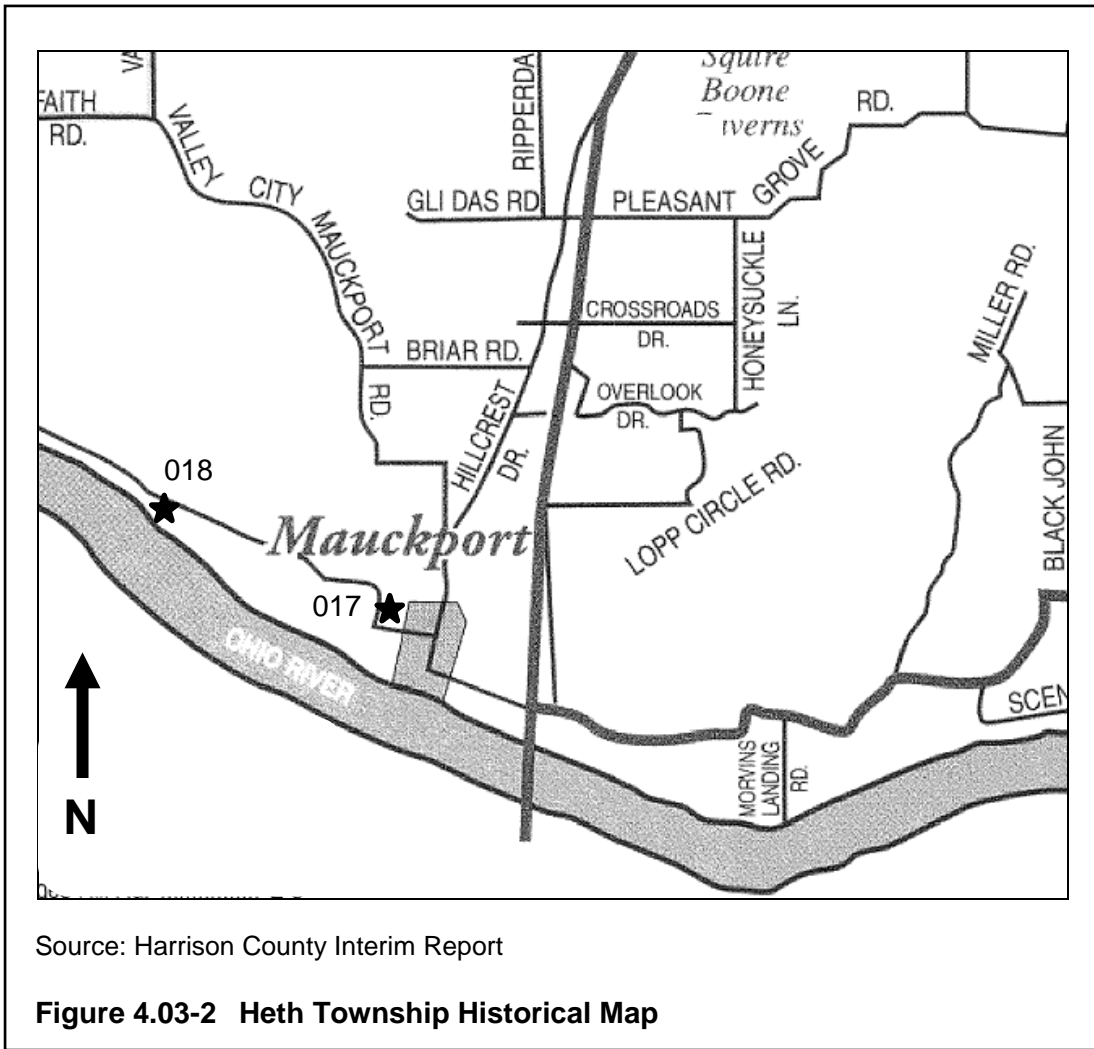 VA
FAITH
RD.
VALLEY
CITY
MAUCKPORT
RD.
RIPPERDA
Squire
Boone
verns
RD.
GLI DAS RD
PLEASANT
GROVE
HONEYSUCKLE
LN.
CROSSROADS
DR.
MILLER RD.
BRIAR RD.
HILLCREST
DR.
OVERLOOK
DR.
LOPP CIRCLE RD.
BLACK JOHN
018
Mauckport
017
OHIO RIVER
SCEN
MORVINS
LANDING
RD.
N
Source: Harrison County Interim Report
Figure 4.03-2 Heth Township Historical Map